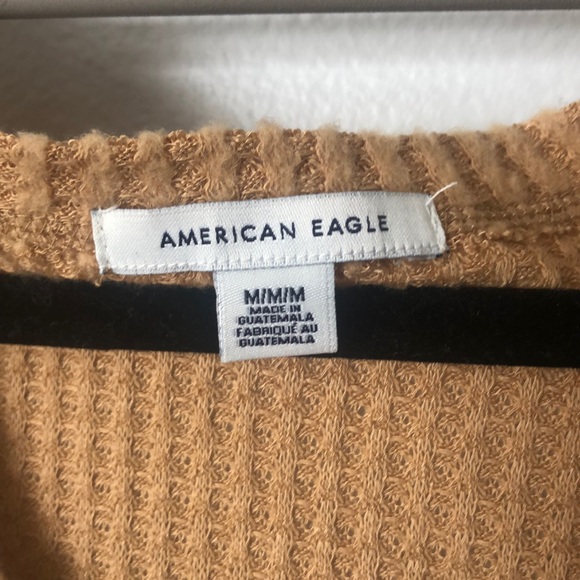 AMERICAN EAGLE
M/M/M
MADE IN
GUATEMALA
FABRIQUÉ AU
GUATEMALA